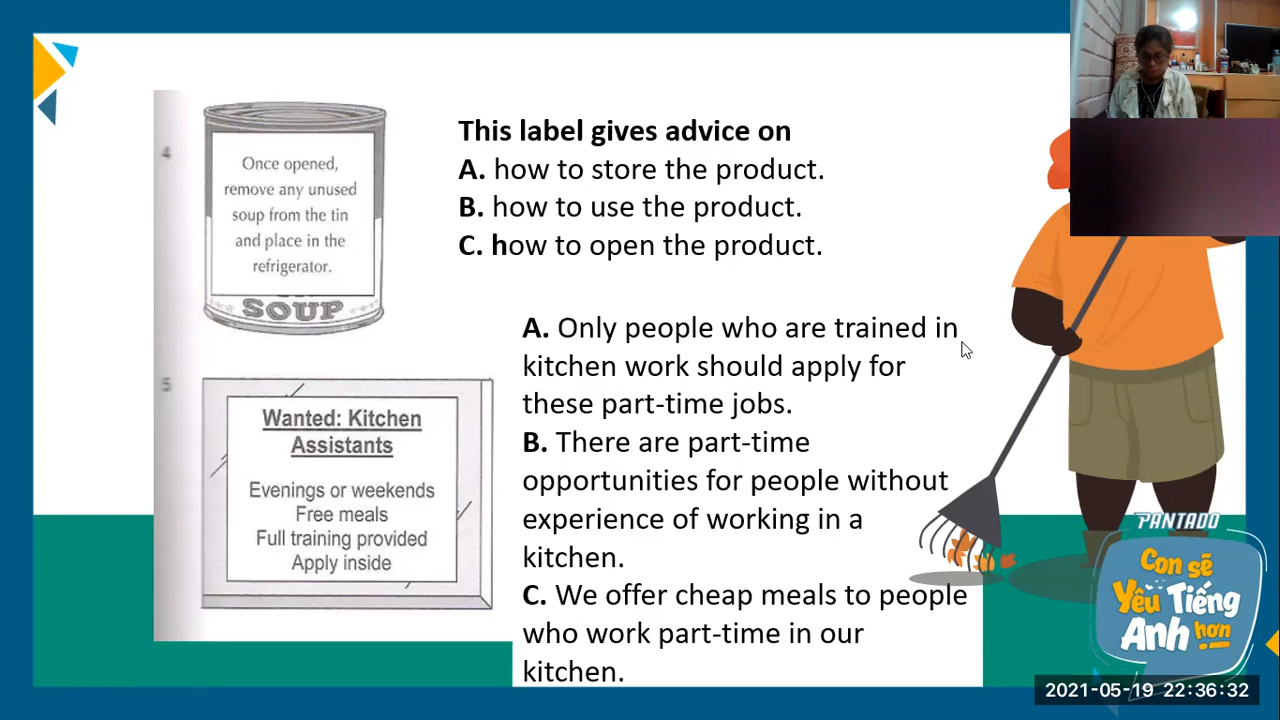 4
Once opened,
remove any unused
soup from the tin
and place in the
refrigerator.
SOUP
This label gives advice on
A. how to store the product.
B. how to use the product.
C. how to open the product.
5
Wanted: Kitchen
Assistants
Evenings or weekends
Free meals
Full training provided
Apply inside
A. Only people who are trained in
kitchen work should apply for
these part-time jobs.
B. There are part-time
opportunities for people without
experience of working in a
kitchen.
C. We offer cheap meals to people
who work part-time in our
kitchen.
PANTADO
Con sẽ
Yêu Tiếng
Anh hơn
2021-05-19 22:36:32